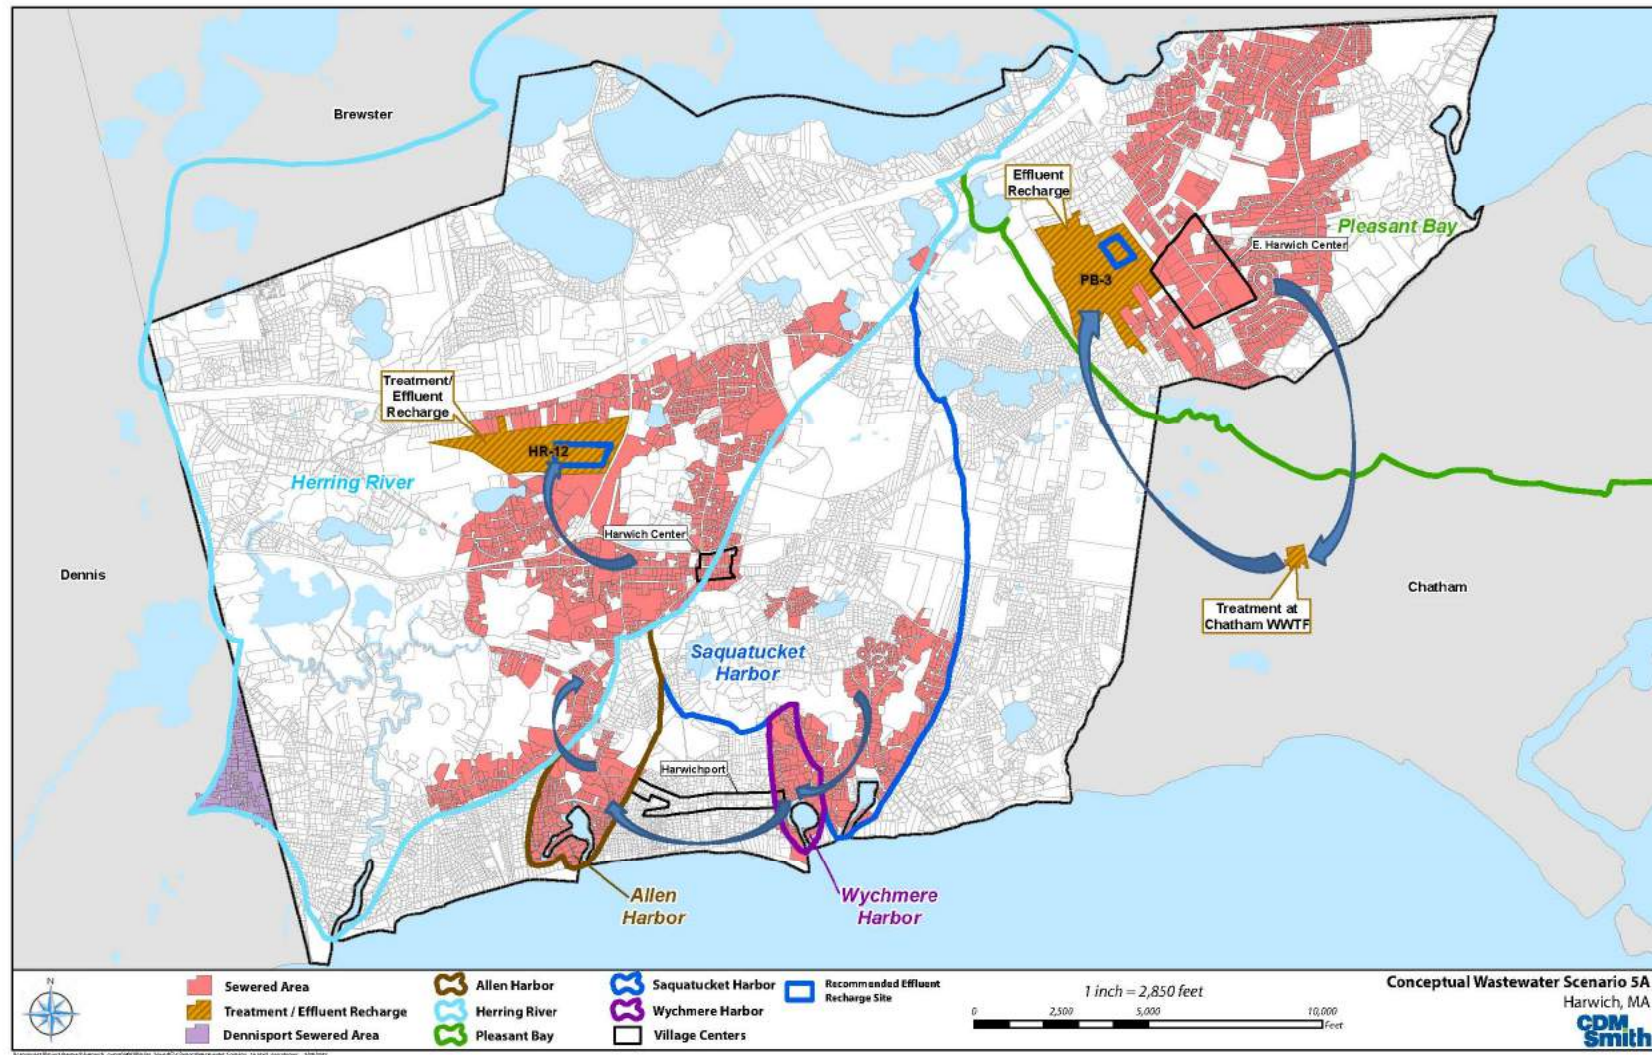 Brewster
Effluent
Recharge
Pleasant Bay
E. Harwich Center
PB-3
Treatment/
Effluent
Recharge
HR-12
Herring River
Harwich Center
Dennis
Chatham
Treatment at
Chatham WWTF
Saquatucket
Harbor
Harwichport
Allen
Harbor
Wychmere
Harbor
N
Sewered Area
Treatment / Effluent Recharge
Dennisport Sewered Area
Allen Harbor
Herring River
Pleasant Bay
Saquatucket Harbor
Wychmere Harbor
Village Centers
Recommended Effluent
Recharge Site
1 inch = 2,850 feet
0 2,500 5,000 10,000
Feet
Conceptual Wastewater Scenario 5A
Harwich, MA
CDM
Smith